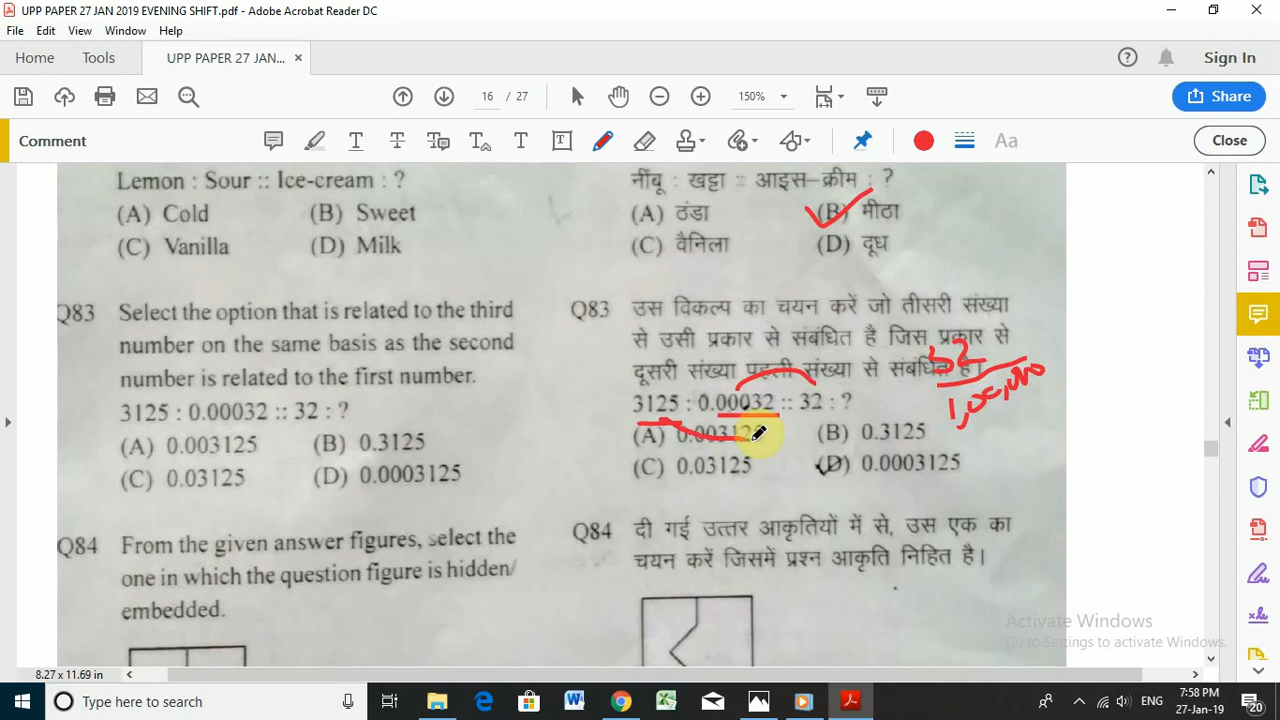 UPP PAPER 27 JAN 2019 EVENING SHIFT.pdf - Adobe Acrobat Reader DC
File Edit View Window Help
Home Tools UPP PAPER 27 JAN... × Sign In
16 / 27 150% Share
Comment Aa Close
Lemon : Sour :: Ice-cream : ?
(A) Cold (B) Sweet
(C) Vanilla (D) Milk
नींबू : खट्टा :: आइस-क्रीम : ?
(A) ठंडा (B) मीठा
(C) वैनिला (D) दूध
Q83 Select the option that is related to the third
number on the same basis as the second
number is related to the first number.
3125 : 0.00032 :: 32 : ?
(A) 0.003125 (B) 0.3125
(C) 0.03125 (D) 0.0003125
Q83 उस विकल्प का चयन करें जो तीसरी संख्या
से उसी प्रकार से संबंधित है जिस प्रकार से
दूसरी संख्या पहली संख्या से संबंधित है।
3125 : 0.00032 :: 32 : ?
(A) 0.003125 (B) 0.3125
(C) 0.03125 (D) 0.0003125
32
1,00,000
Q84 From the given answer figures, select the
one in which the question figure is hidden/
embedded.
Q84 दी गई उत्तर आकृतियों में से, उस एक का
चयन करें जिसमें प्रश्न आकृति निहित है।
Activate Windows
Go to Settings to activate Windows.
8.27 x 11.69 in
Type here to search ENG 7:58 PM
27-Jan-19 20